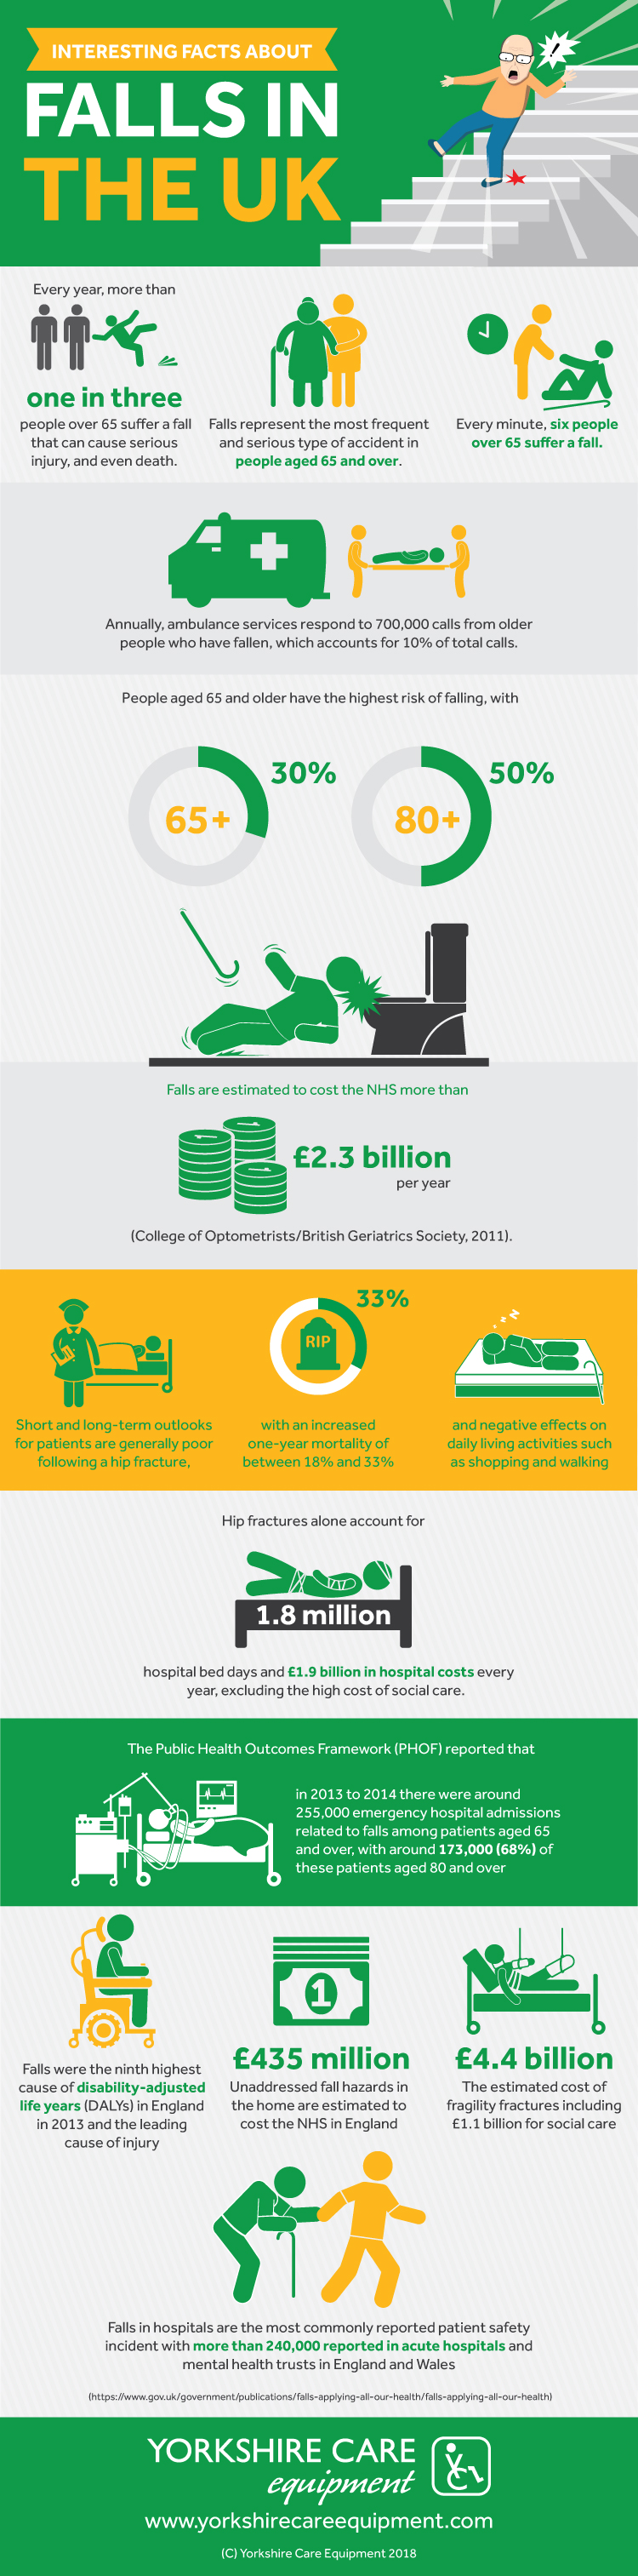 INTERESTING FACTS ABOUT
FALLS IN
THE UK
!
Every year, more than
one in three
people over 65 suffer a fall
that can cause serious
injury, and even death.
Falls represent the most frequent
and serious type of accident in
people aged 65 and over.
Every minute, six people
over 65 suffer a fall.
Annually, ambulance services respond to 700,000 calls from older
people who have fallen, which accounts for 10% of total calls.
People aged 65 and older have the highest risk of falling, with
30%
65+
50%
80+
Falls are estimated to cost the NHS more than
£2.3 billion
per year
(College of Optometrists/British Geriatrics Society, 2011).
Short and long-term outlooks
for patients are generally poor
following a hip fracture,
33%
RIP
with an increased
one-year mortality of
between 18% and 33%
z z z
and negative effects on
daily living activities such
as shopping and walking
Hip fractures alone account for
1.8 million
hospital bed days and £1.9 billion in hospital costs every
year, excluding the high cost of social care.
The Public Health Outcomes Framework (PHOF) reported that
in 2013 to 2014 there were around
255,000 emergency hospital admissions
related to falls among patients aged 65
and over, with around 173,000 (68%) of
these patients aged 80 and over
Falls were the ninth highest
cause of disability-adjusted
life years (DALYs) in England
in 2013 and the leading
cause of injury
1
£435 million
Unaddressed fall hazards in
the home are estimated to
cost the NHS in England
£4.4 billion
The estimated cost of
fragility fractures including
£1.1 billion for social care
Falls in hospitals are the most commonly reported patient safety
incident with more than 240,000 reported in acute hospitals and
mental health trusts in England and Wales
(https://www.gov.uk/government/publications/falls-applying-all-our-health/falls-applying-all-our-health)
YORKSHIRE CARE
equipment
www.yorkshirecareequipment.com
(C) Yorkshire Care Equipment 2018